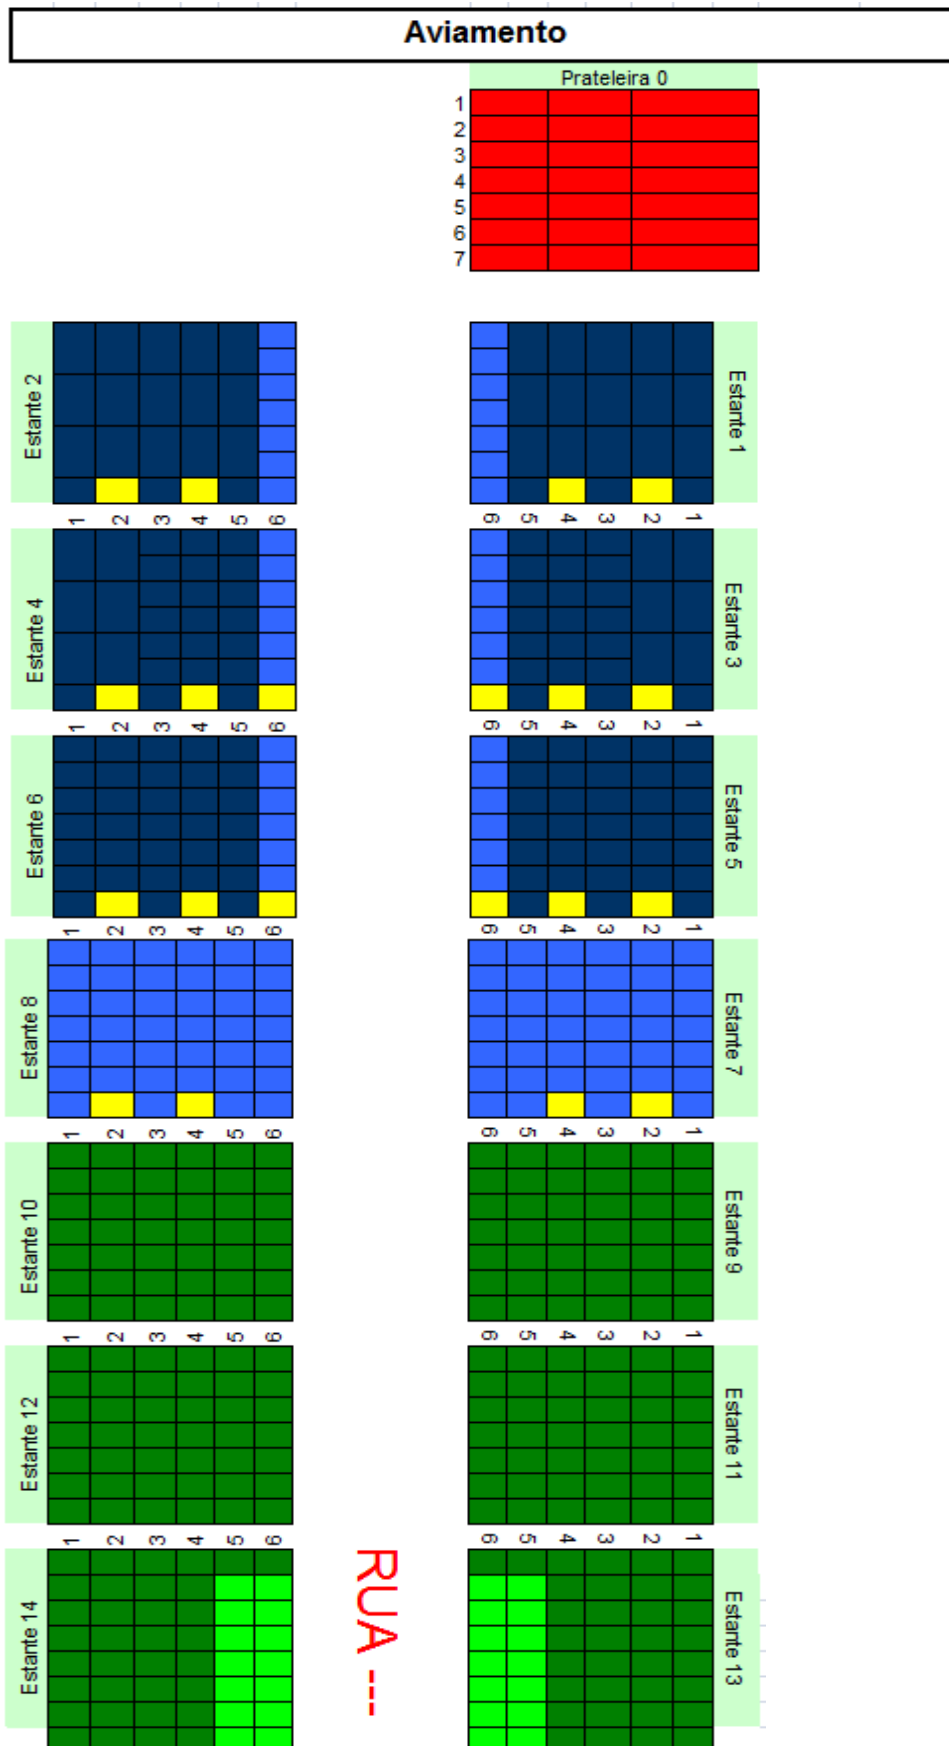 Aviamento
Prateleira 0
1
2
3
4
5
6
7
Estante 2
Estante 1
1 2 3 4 5 6
6 5 4 3 2 1
Estante 4
Estante 3
1 2 3 4 5 6
6 5 4 3 2 1
Estante 6
Estante 5
1 2 3 4 5 6
6 5 4 3 2 1
Estante 8
Estante 7
1 2 3 4 5 6
6 5 4 3 2 1
Estante 10
Estante 9
1 2 3 4 5 6
6 5 4 3 2 1
Estante 12
Estante 11
1 2 3 4 5 6
6 5 4 3 2 1
Estante 14
RUA ---
Estante 13